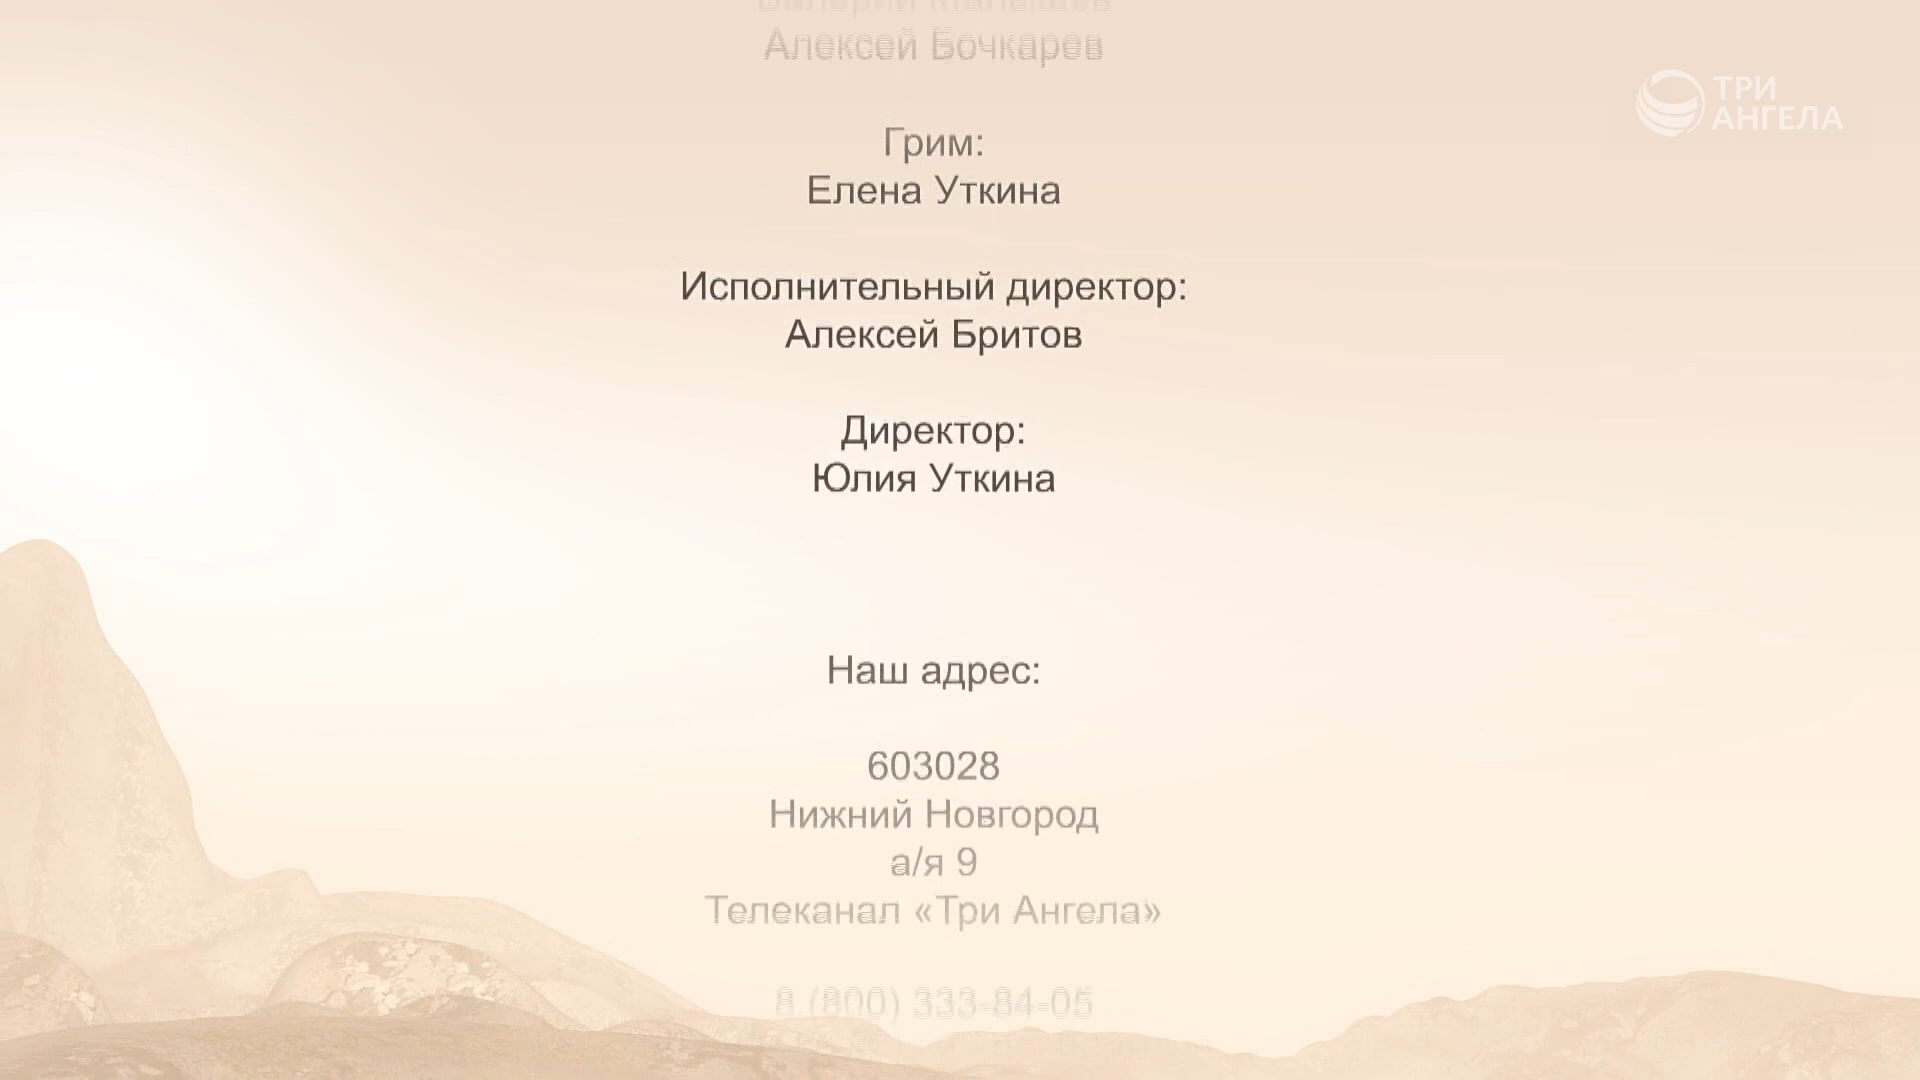 Алексей Бочкарев
ТРИ
АНГЕЛА
Грим:
Елена Уткина
Исполнительный директор:
Алексей Бритов
Директор:
Юлия Уткина
Наш адрес:
603028
Нижний Новгород
а/я 9
Телеканал «Три Ангела»
8 (800) 333-84-05